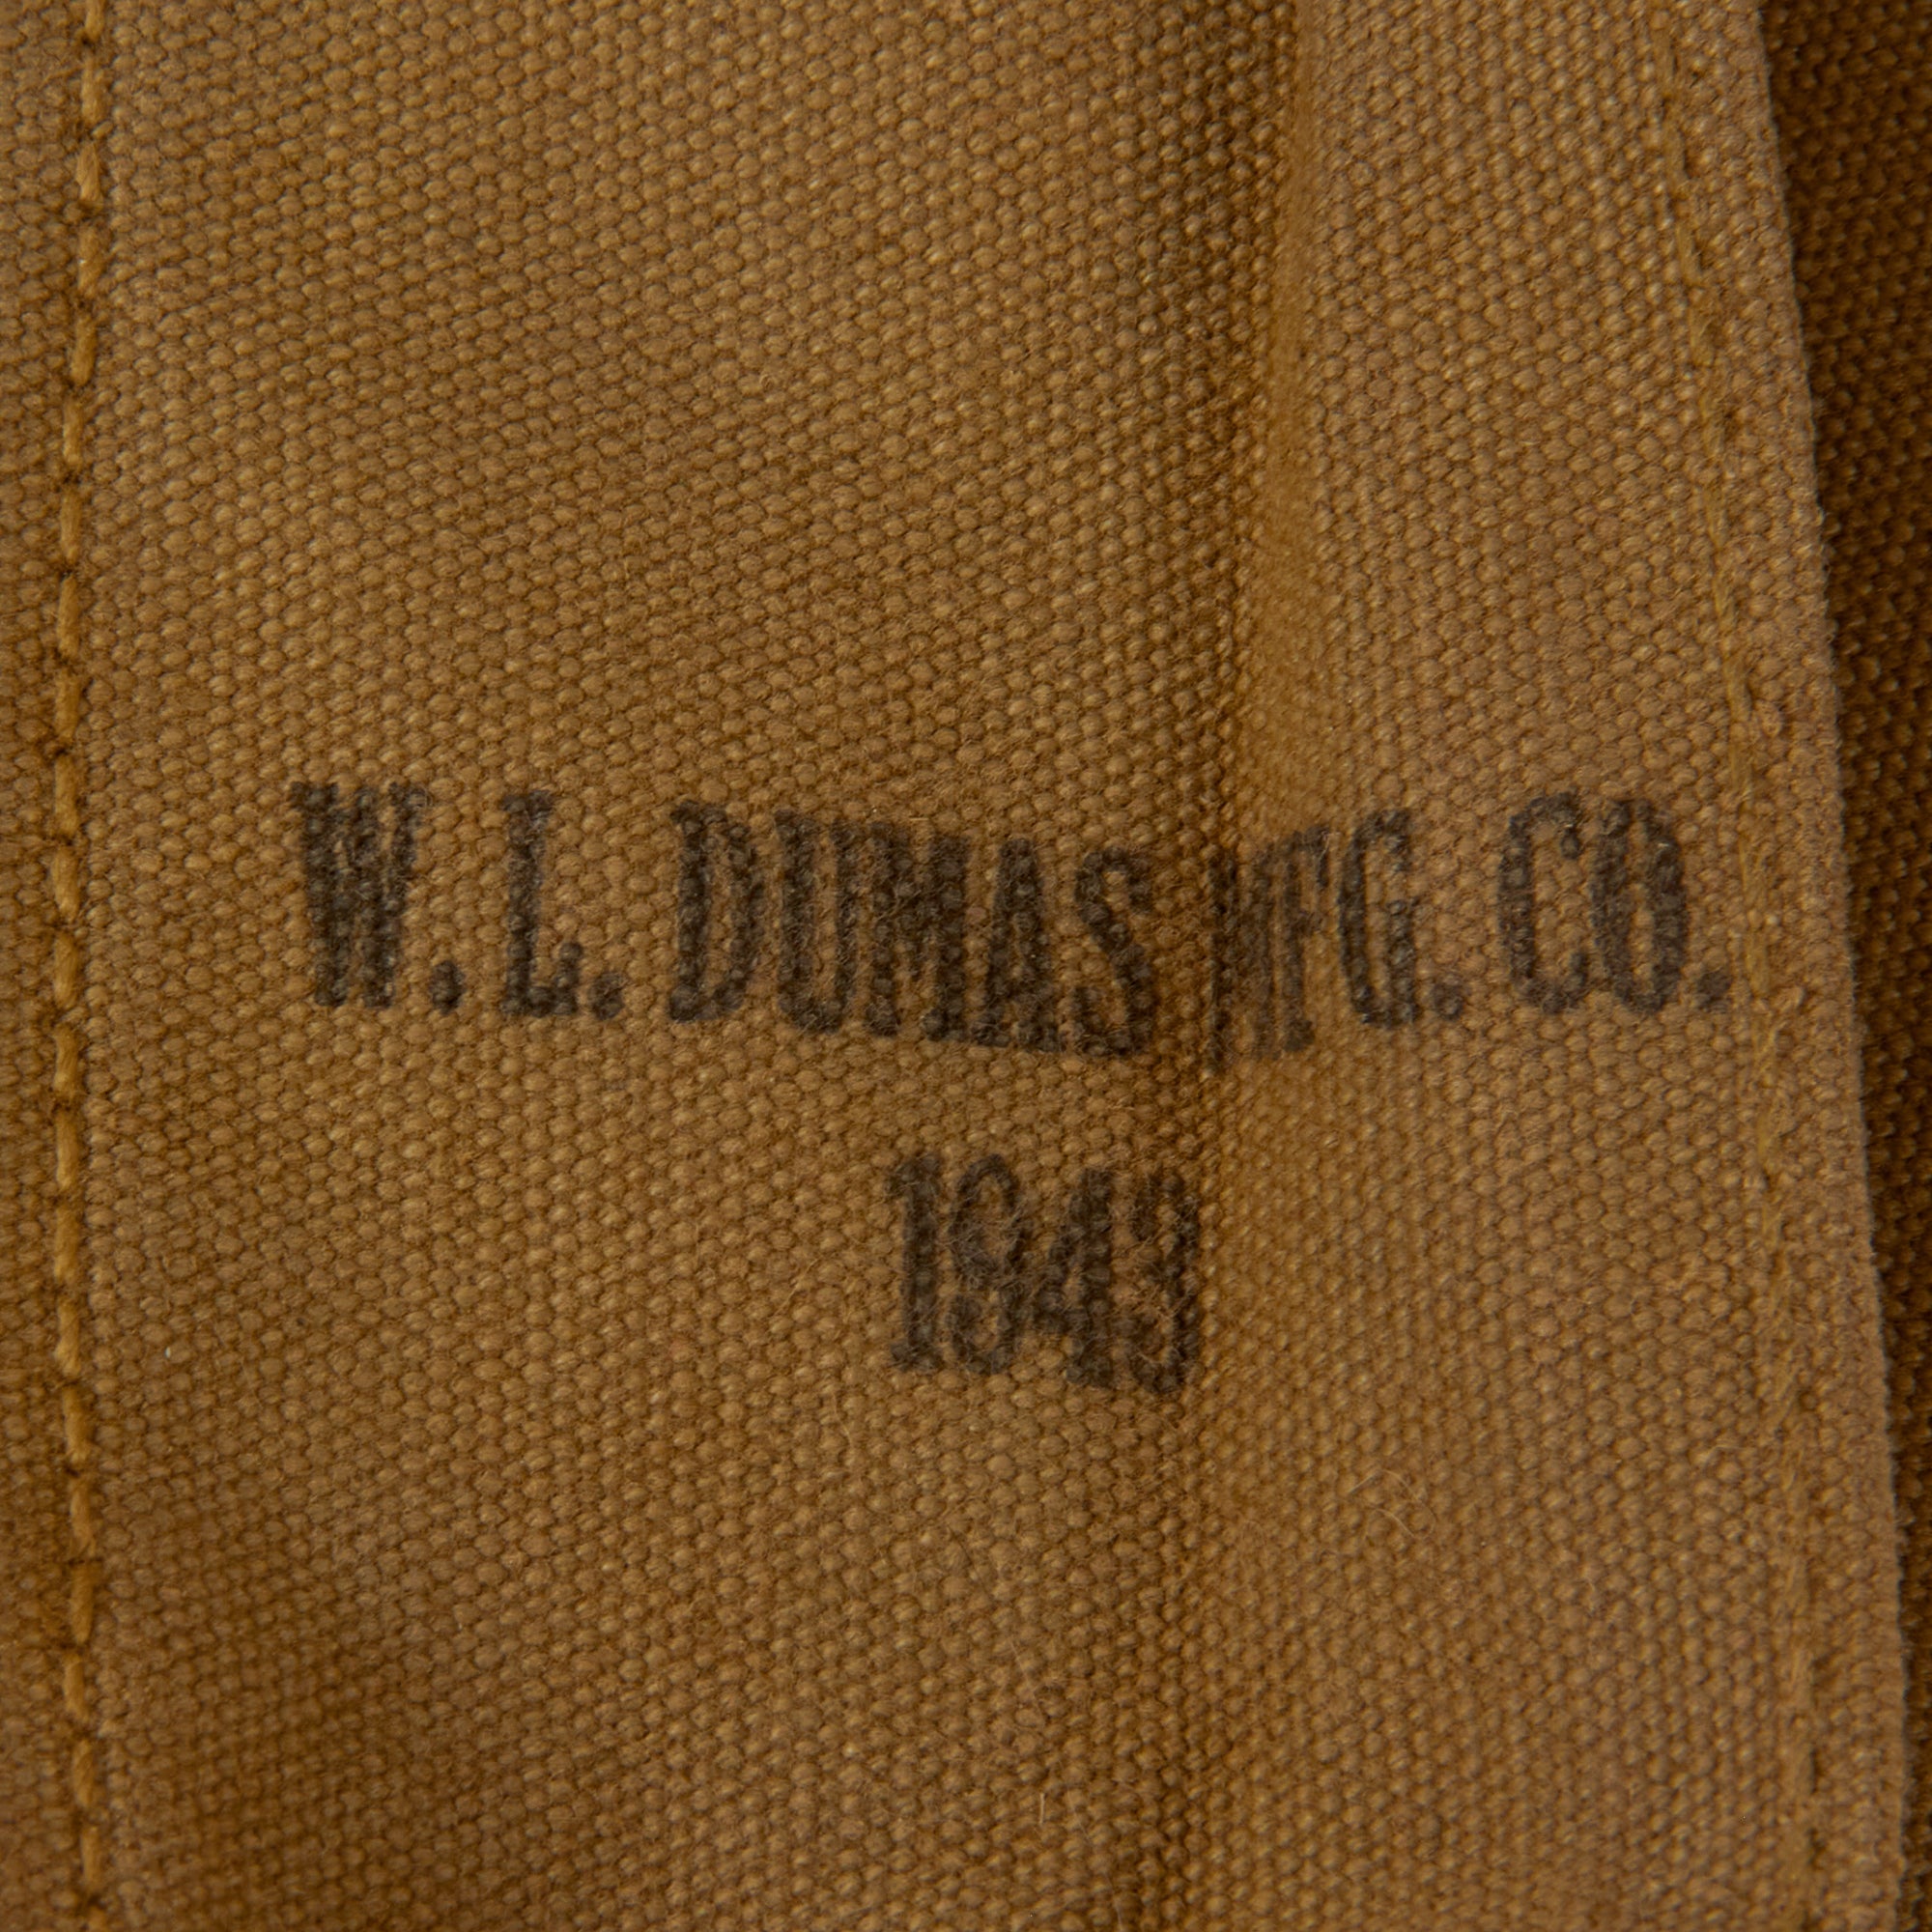 W. L. DUMAS MFG. CO.
1943